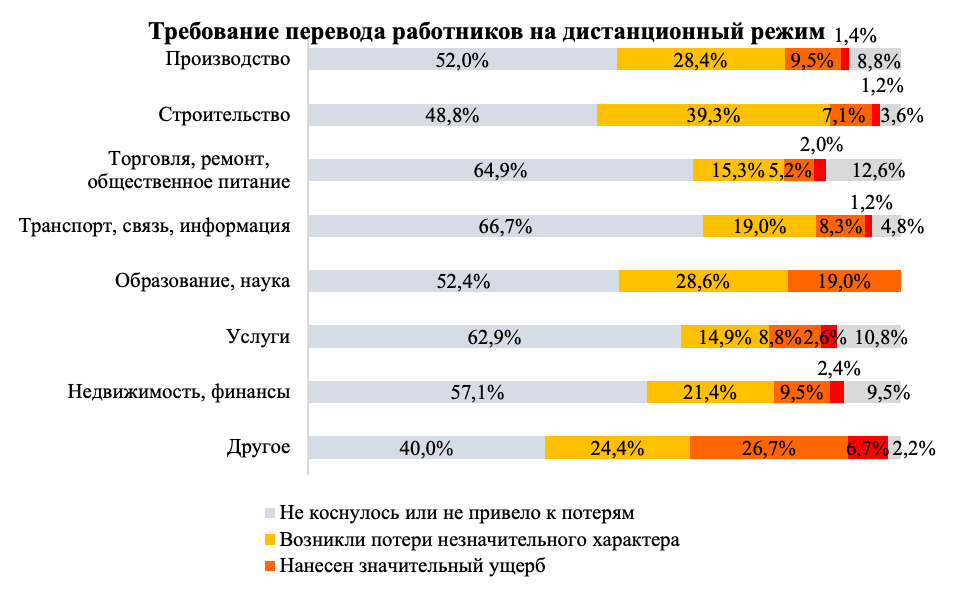 Требование перевода работников на дистанционный режим
1,4%
Производство 52,0% 28,4% 9,5% 8,8%
1,2%
Строительство 48,8% 39,3% 7,1% 3,6%
2,0%
Торговля, ремонт,
общественное питание 64,9% 15,3% 5,2% 12,6%
1,2%
Транспорт, связь, информация 66,7% 19,0% 8,3% 4,8%
Образование, наука 52,4% 28,6% 19,0%
Услуги 62,9% 14,9% 8,8% 2,6% 10,8%
2,4%
Недвижимость, финансы 57,1% 21,4% 9,5% 9,5%
Другое 40,0% 24,4% 26,7% 6,7% 2,2%
Не коснулось или не привело к потерям
Возникли потери незначительного характера
Нанесен значительный ущерб